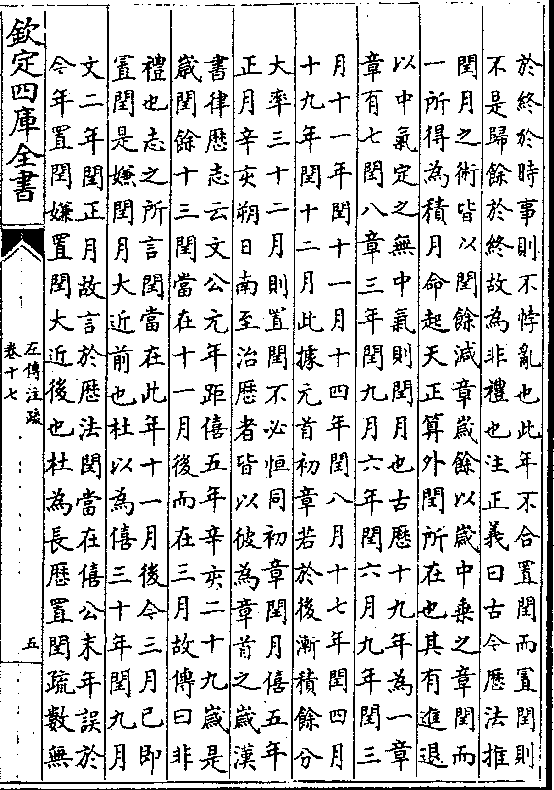 於終於時事則不悖亂也此年不合置閏而置閏則
不是歸餘於終故為非禮也注正義曰古今歷法推
閏月之術皆以閏餘減章歲餘以歲中乘之章閏而
一所得為積月命起天正算外閏所在也其有進退
以中氣定之無中氣則閏月也古歷十九年為一章
章有七閏八章三年閏九月六年閏六月九年閏三
月十一年閏十一月十四年閏八月十七年閏四月
十九年閏十二月此據元首初章若於後漸積餘分
大率三十二月則置閏不必恒同初章閏月僖五年
正月辛亥朔日南至治歷者皆以彼為章首之歲漢
書律歷志云文公元年距僖五年辛亥二十九歲是
歲閏餘十三閏當在十一月後而在三月故傳曰非
禮也志之所言閏當在此年十一月後今三月已即
置閏是嫌閏月大近前也杜以為僖三十年閏九月
文二年閏正月故言於歷法閏當在僖公末年誤於
今年置閏嫌置閏大近後也杜為長歷置閏疏數無
欽定四庫全書
左傳注疏
卷十七
五